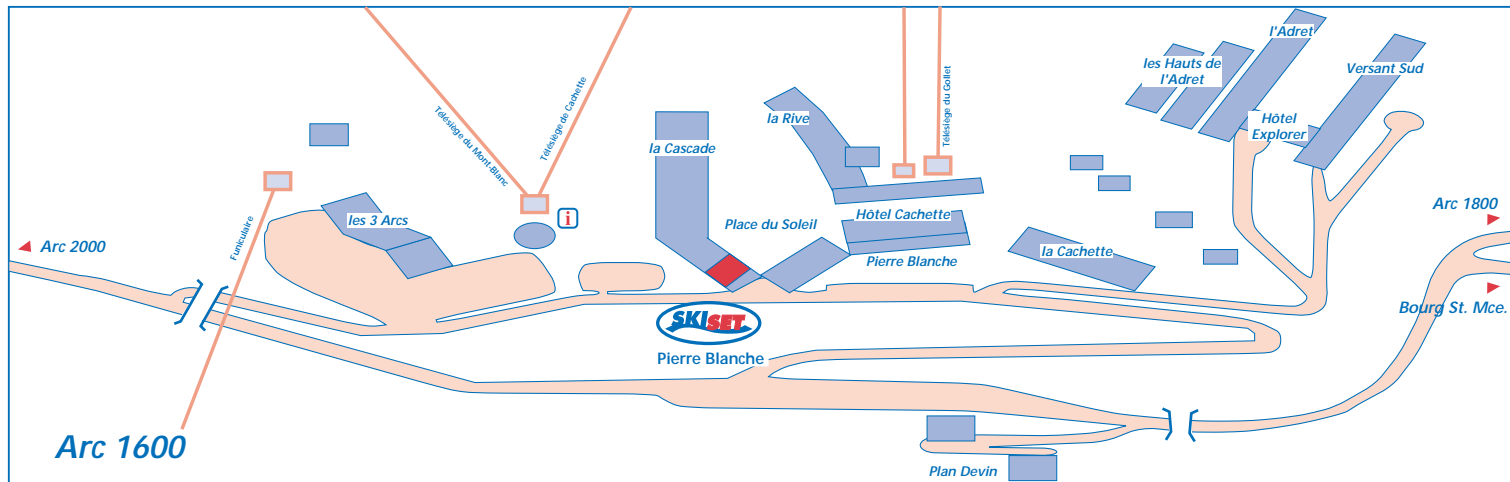 l'Adret
les Hauts de
l'Adret
Versant Sud
Télésiège du Mont-Blanc
Télésiège de Cachette
Télésiège du Gollet
la Rive
Hôtel
Explorer
la Cascade
Funiculaire
les 3 Arcs
i
Place du Soleil
Hôtel Cachette
Pierre Blanche
la Cachette
Arc 1800
Arc 2000
Bourg St. Mce.
SKISET
Pierre Blanche
Arc 1600
Plan Devin